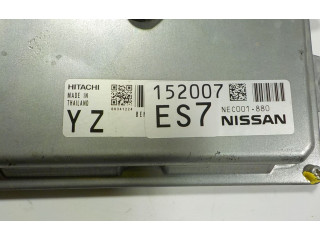 HITACHI
MADE IN
THAILAND
YZ
152007
ES7
NEC001-880
NISSAN